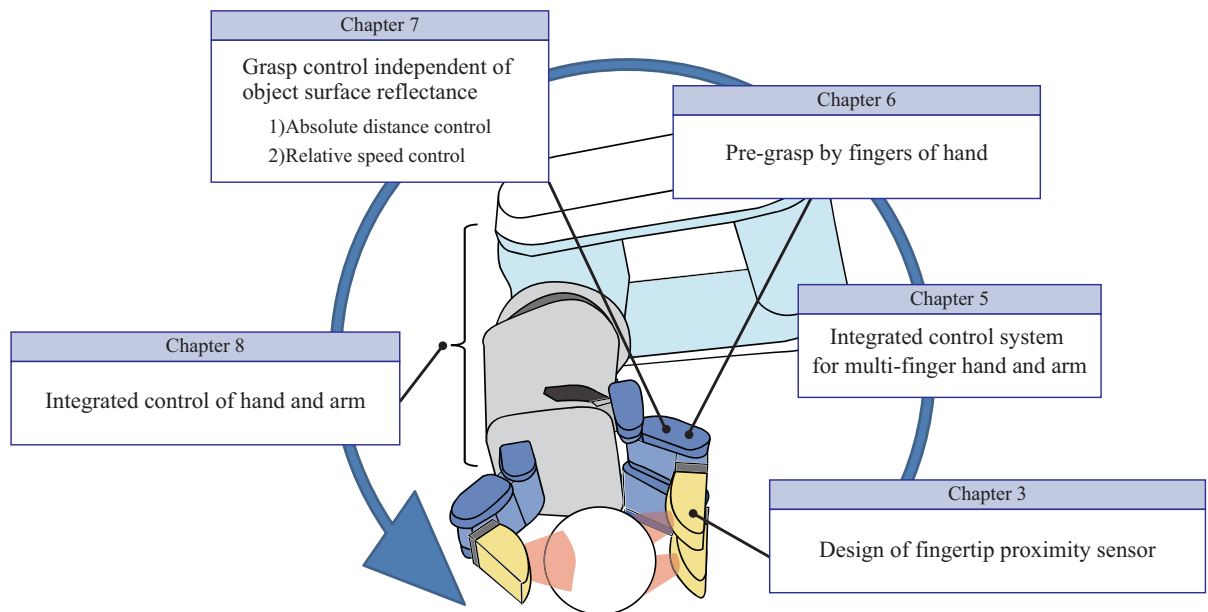 Chapter 7
Grasp control independent of
object surface reflectance
1)Absolute distance control
2)Relative speed control
Chapter 6
Pre-grasp by fingers of hand
Chapter 5
Integrated control system
for multi-finger hand and arm
Chapter 8
Integrated control of hand and arm
Chapter 3
Design of fingertip proximity sensor